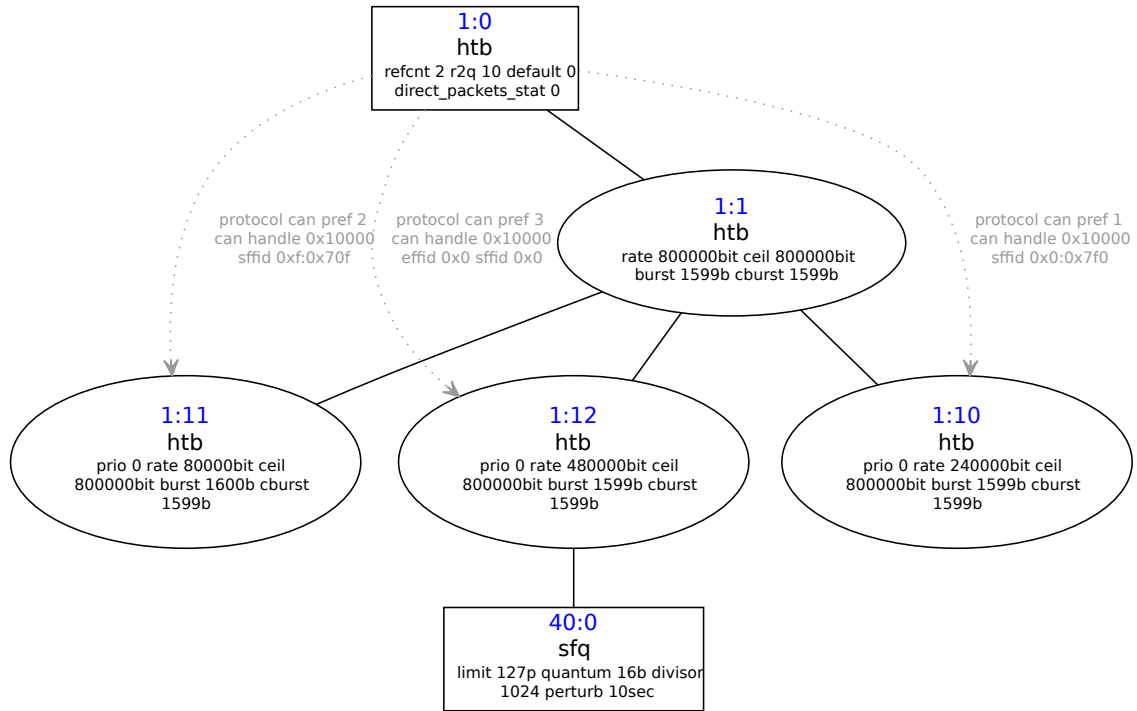 1:0
htb
refcnt 2 r2q 10 default 0
direct_packets_stat 0
protocol can pref 2
can handle 0x10000
sffid 0xf:0x70f
protocol can pref 3
can handle 0x10000
effid 0x0 sffid 0x0
1:1
htb
rate 800000bit ceil 800000bit
burst 1599b cburst 1599b
protocol can pref 1
can handle 0x10000
sffid 0x0:0x7f0
1:11
htb
prio 0 rate 80000bit ceil
800000bit burst 1600b cburst
1599b
1:12
htb
prio 0 rate 480000bit ceil
800000bit burst 1599b cburst
1599b
1:10
htb
prio 0 rate 240000bit ceil
800000bit burst 1599b cburst
1599b
40:0
sfq
limit 127p quantum 16b divisor
1024 perturb 10sec